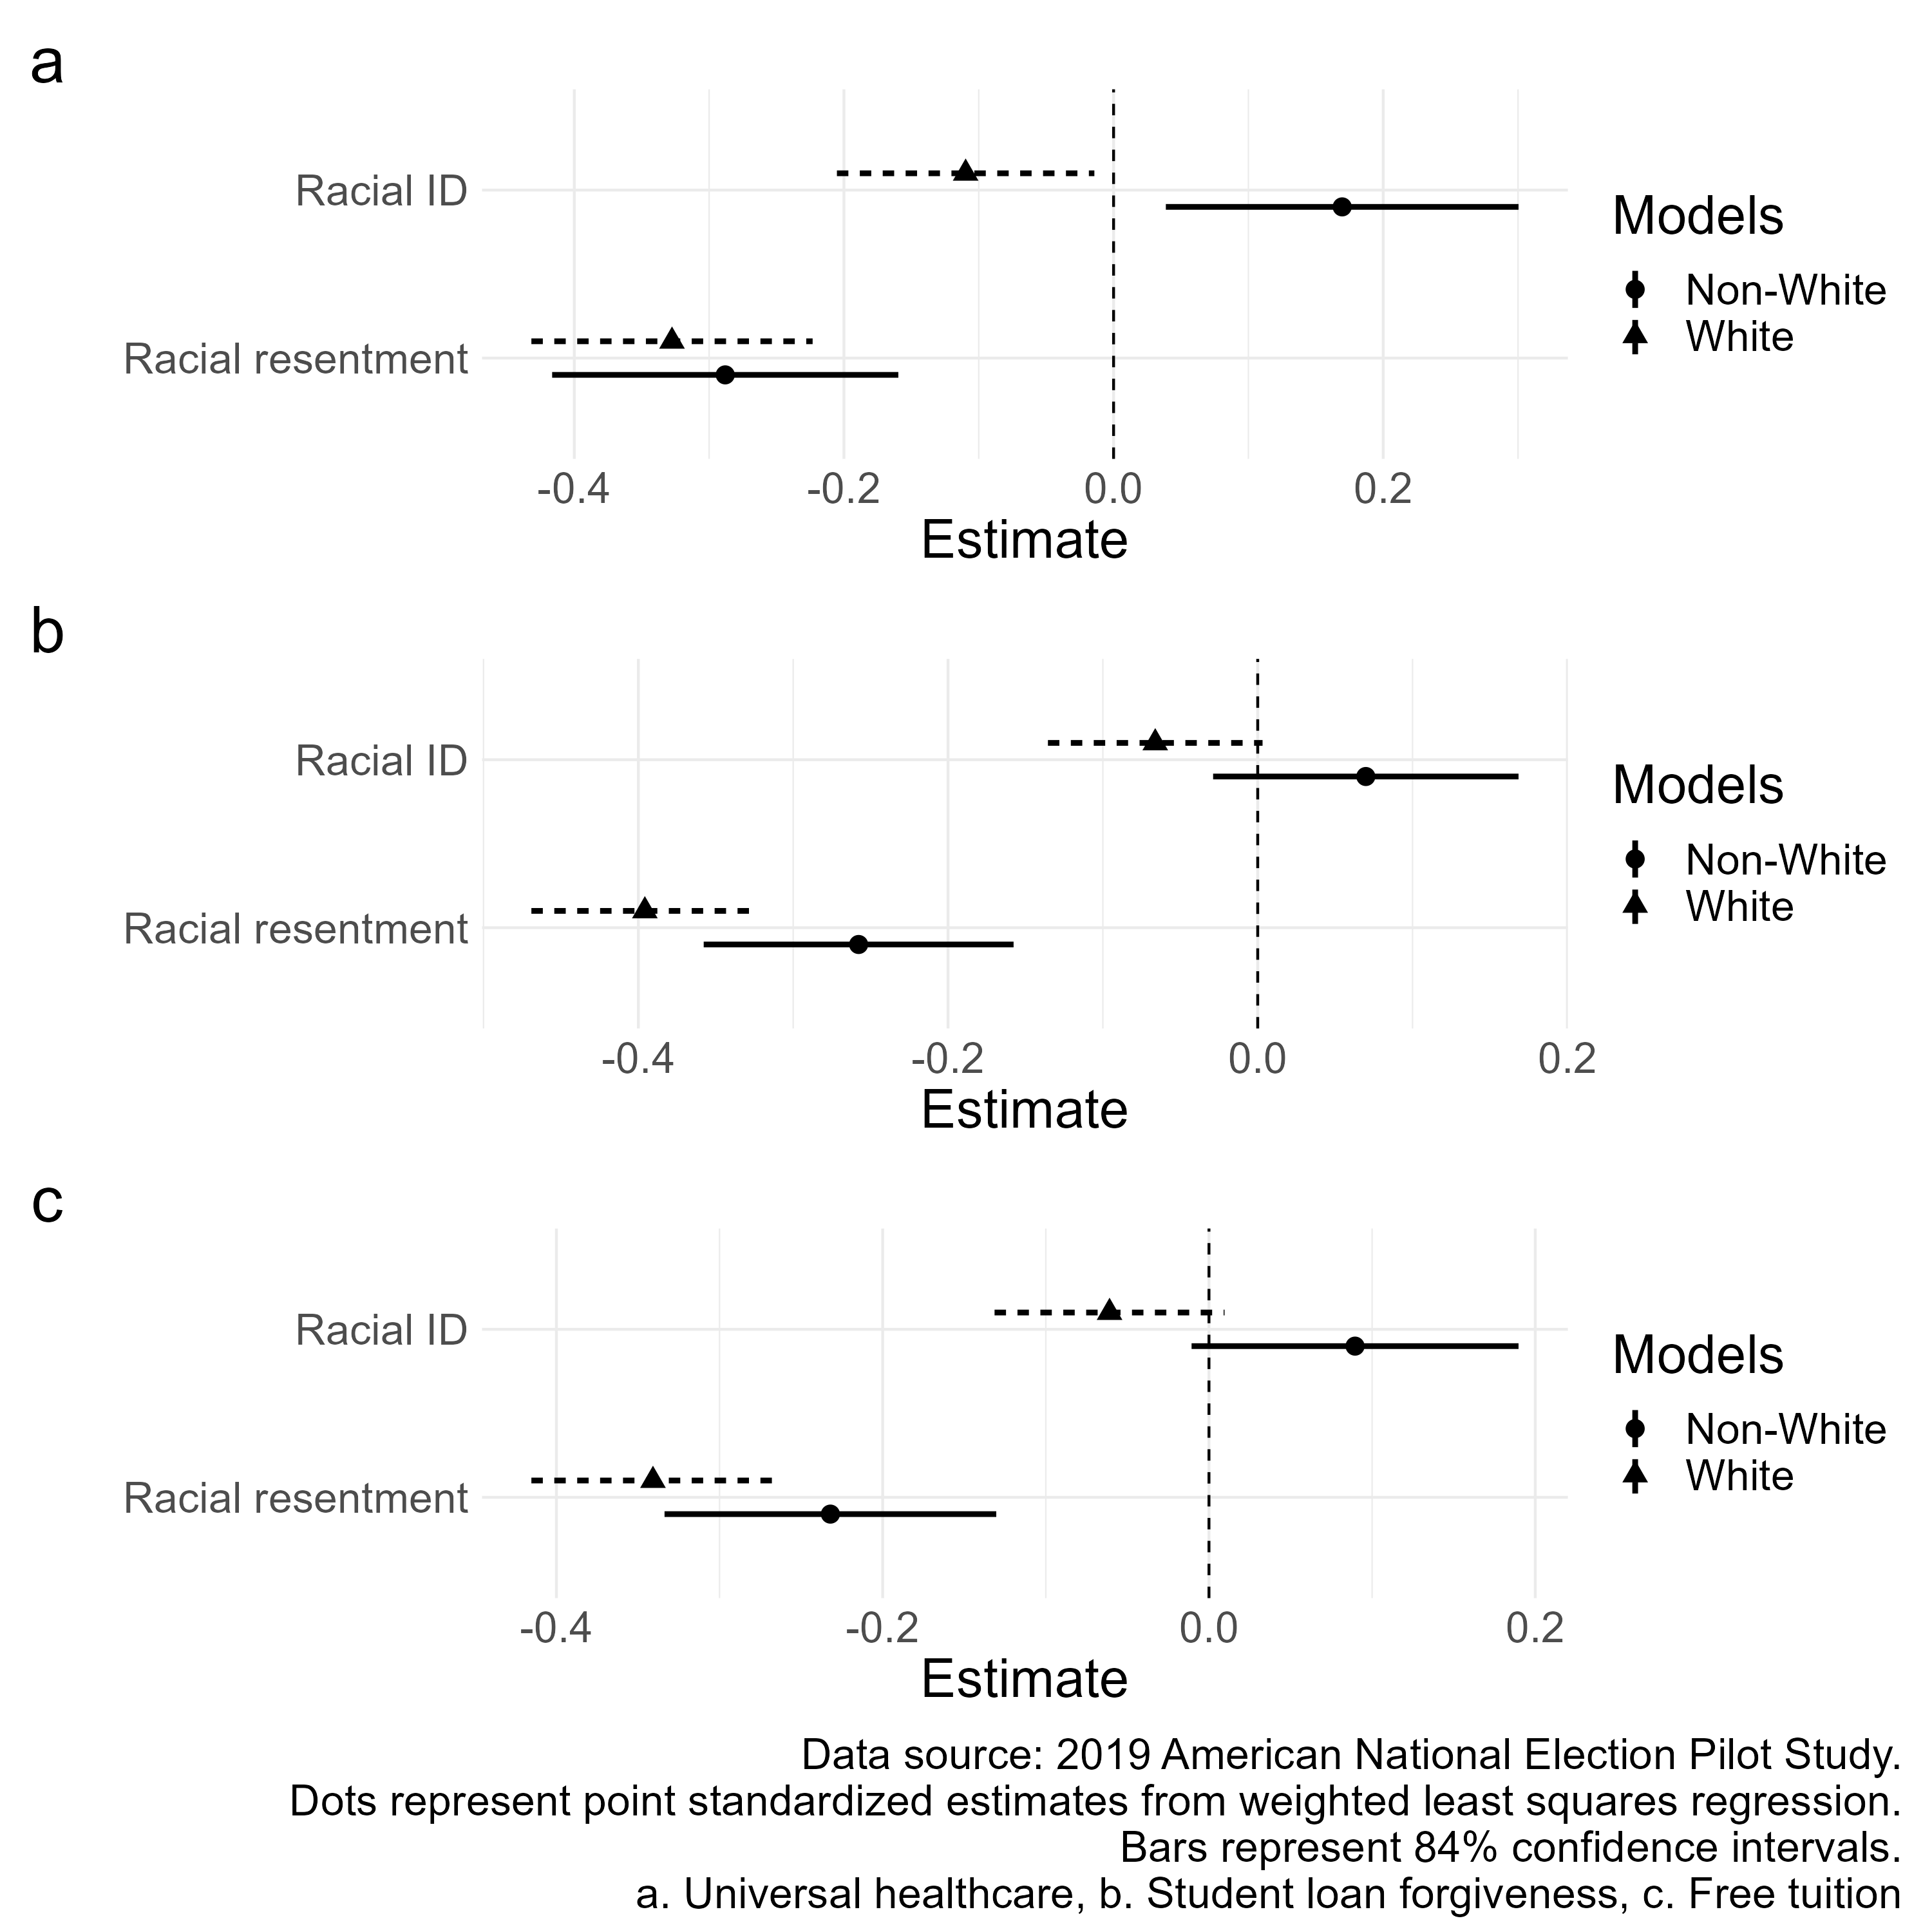 a
Racial ID
Racial resentment
-0.4 -0.2 0.0 0.2
Estimate
Models
Non-White
White
b
Racial ID
Racial resentment
-0.4 -0.2 0.0 0.2
Estimate
Models
Non-White
White
c
Racial ID
Racial resentment
-0.4 -0.2 0.0 0.2
Estimate
Models
Non-White
White
Data source: 2019 American National Election Pilot Study.
Dots represent point standardized estimates from weighted least squares regression.
Bars represent 84% confidence intervals.
a. Universal healthcare, b. Student loan forgiveness, c. Free tuition